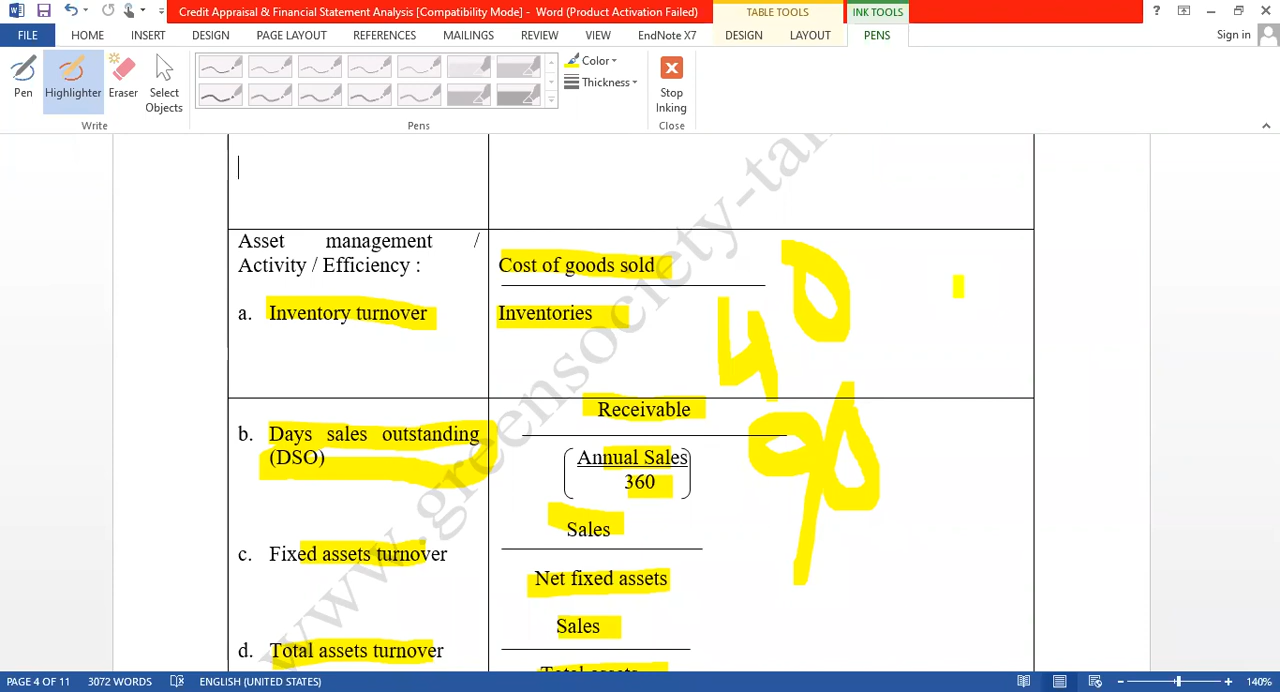 Credit Appraisal & Financial Statement Analysis [Compatibility Mode] - Word (Product Activation Failed)
TABLE TOOLS
INK TOOLS
?
FILE
HOME
INSERT
DESIGN
PAGE LAYOUT
REFERENCES
MAILINGS
REVIEW
VIEW
EndNote X7
DESIGN
LAYOUT
PENS
Sign in
Pen
Highlighter
Eraser
Select
Objects
Color
Thickness
Stop
Inking
Write
Pens
Close
Asset management /
Activity / Efficiency :
a. Inventory turnover
Cost of goods sold
Inventories
40
b. Days sales outstanding
(DSO)
Receivable
Annual Sales
360
90
c. Fixed assets turnover
Sales
Net fixed assets
d. Total assets turnover
Sales
Total assets
www.greensociety-tan
PAGE 4 OF 11
3072 WORDS
ENGLISH (UNITED STATES)
140%